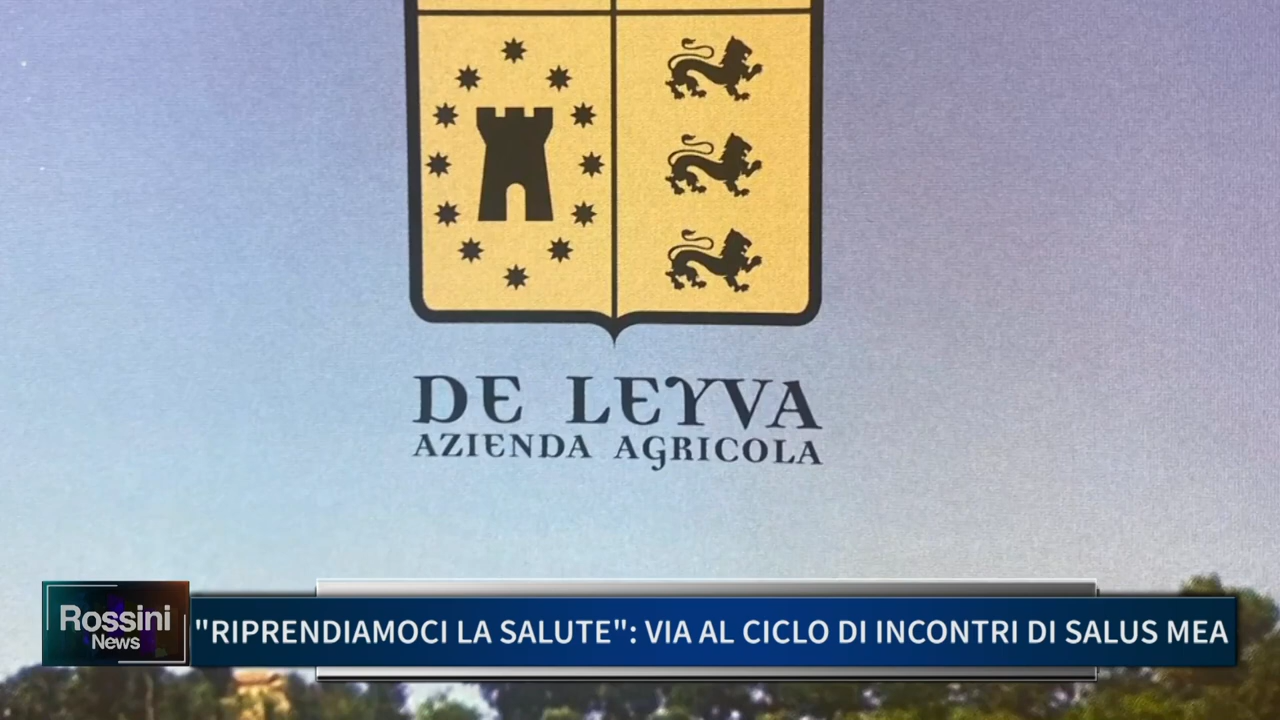 DE LEYVA
AZIENDA AGRICOLA
Rossini
News
"RIPRENDIAMOCI LA SALUTE": VIA AL CICLO DI INCONTRI DI SALUS MEA